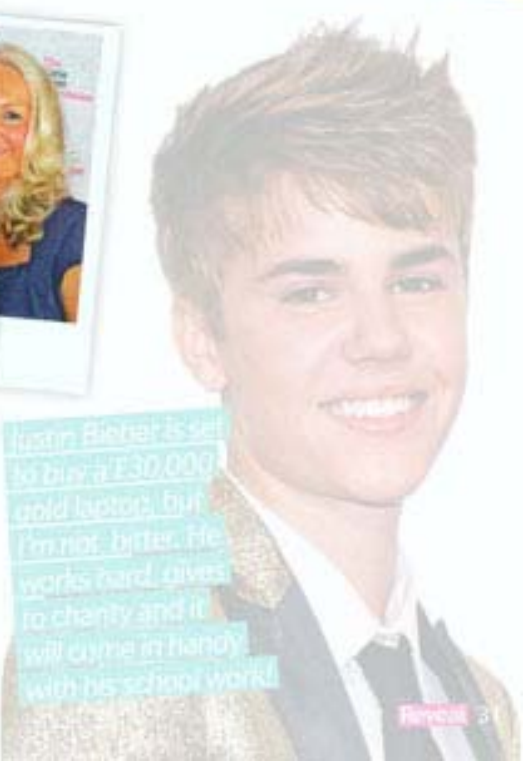 Justin Bieber is set
to buy a £30,000
gold laptop, but
I'm not bitter. He
works hard, gives
to charity and it
will come in handy
with his school work!
Reveal 31